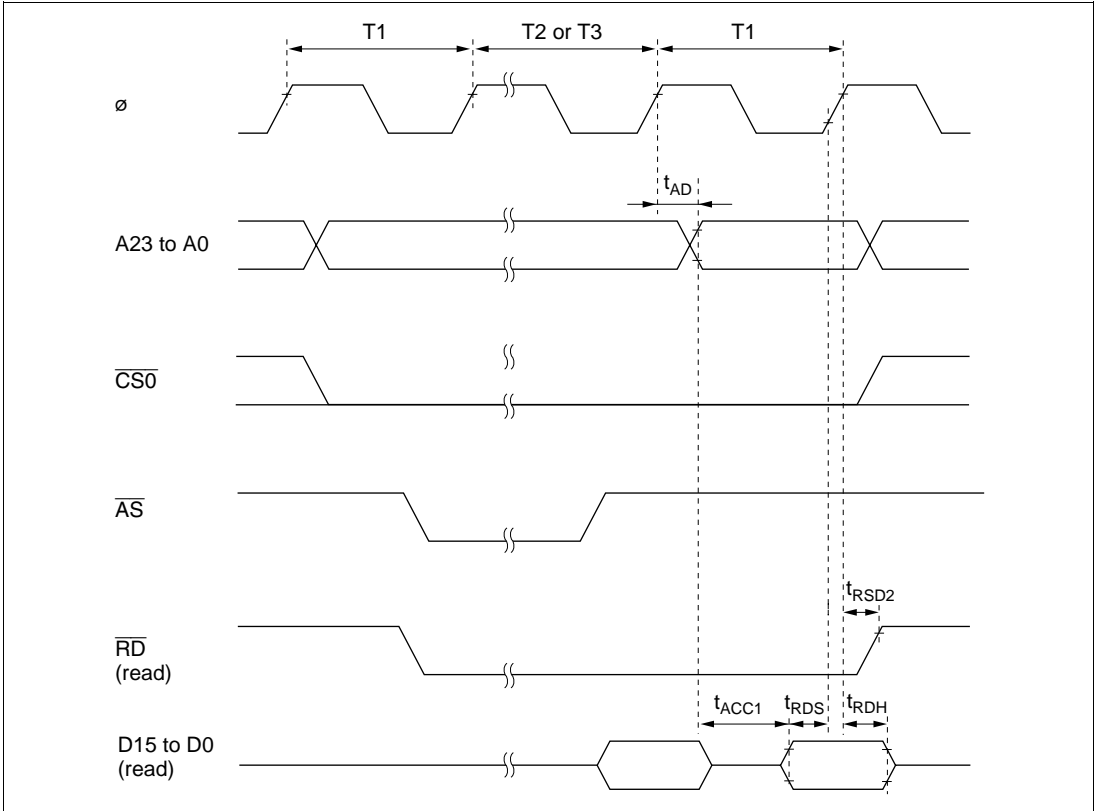 T1 T2 or T3 T1
ø
tAD
A23 to A0
CS0
AS
tRSD2
RD
(read)
tACC1 tRDS tRDH
D15 to D0
(read)